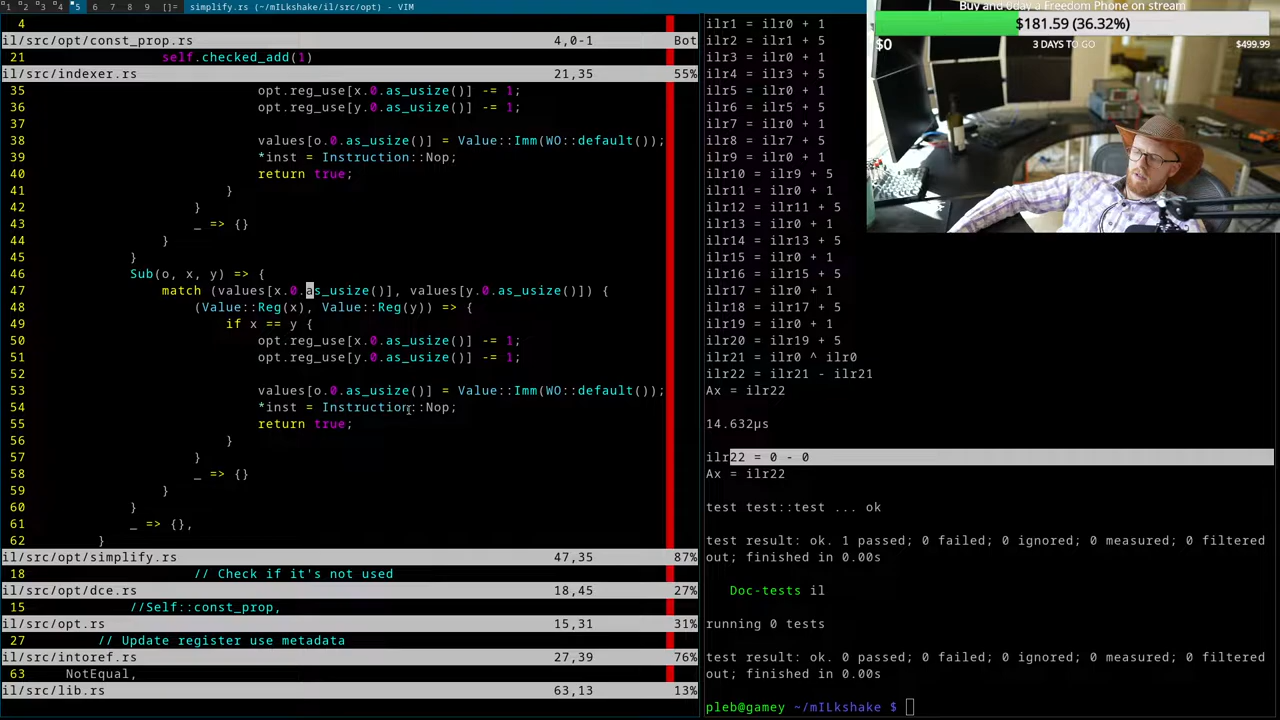 1 2 3 4 5 6 7 8 9 []= simplify.rs (~/mILkshake/il/src/opt) - VIM
4
il/src/opt/const_prop.rs 4,0-1 Bot
21 self.checked_add(1)
il/src/indexer.rs 21,35 55%
35 opt.reg_use[x.0.as_usize()] -= 1;
36 opt.reg_use[y.0.as_usize()] -= 1;
37
38 values[o.0.as_usize()] = Value::Imm(WO::default());
39 *inst = Instruction::Nop;
40 return true;
41 }
42 }
43 _ => {}
44 }
45 }
46 Sub(o, x, y) => {
47 match (values[x.0.as_usize()], values[y.0.as_usize()]) {
48 (Value::Reg(x), Value::Reg(y)) => {
49 if x == y {
50 opt.reg_use[x.0.as_usize()] -= 1;
51 opt.reg_use[y.0.as_usize()] -= 1;
52
53 values[o.0.as_usize()] = Value::Imm(WO::default());
54 *inst = Instruction::Nop;
55 return true;
56 }
57 }
58 _ => {}
59 }
60 }
61 _ => {},
62 }
il/src/opt/simplify.rs 47,35 87%
18 // Check if it's not used
il/src/opt/dce.rs 18,45 27%
15 //Self::const_prop,
il/src/opt.rs 15,31 31%
27 // Update register use metadata
il/src/intoref.rs 27,39 76%
63 NotEqual,
il/src/lib.rs 63,13 13%
ilr1 = ilr0 + 1
ilr2 = ilr1 + 5
ilr3 = ilr0 + 1
ilr4 = ilr3 + 5
ilr5 = ilr0 + 1
ilr6 = ilr5 + 5
ilr7 = ilr0 + 1
ilr8 = ilr7 + 5
ilr9 = ilr0 + 1
ilr10 = ilr9 + 5
ilr11 = ilr0 + 1
ilr12 = ilr11 + 5
ilr13 = ilr0 + 1
ilr14 = ilr13 + 5
ilr15 = ilr0 + 1
ilr16 = ilr15 + 5
ilr17 = ilr0 + 1
ilr18 = ilr17 + 5
ilr19 = ilr0 + 1
ilr20 = ilr19 + 5
ilr21 = ilr0 ^ ilr0
ilr22 = ilr21 - ilr21
Ax = ilr22
14.632µs
ilr22 = 0 - 0
Ax = ilr22
test test::test ... ok
test result: ok. 1 passed; 0 failed; 0 ignored; 0 measured; 0 filtered
out; finished in 0.00s
Doc-tests il
running 0 tests
test result: ok. 0 passed; 0 failed; 0 ignored; 0 measured; 0 filtered
out; finished in 0.00s
pleb@gamey ~/mILkshake $
Buy and 0day a Freedom Phone on stream
$181.59 (36.32%)
$0 3 DAYS TO GO $499.99